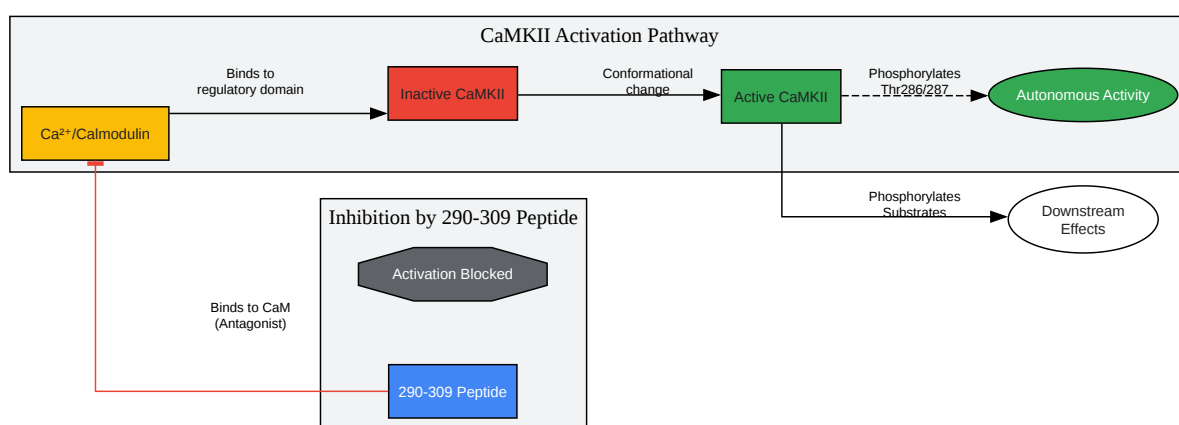 CaMKII Activation Pathway
Binds to
regulatory domain
Conformational
change
Phosphorylates
Thr286/287
Ca²⁺/Calmodulin
Inactive CaMKII
Active CaMKII
Autonomous Activity
Phosphorylates
Substrates
Downstream
Effects
Inhibition by 290-309 Peptide
Activation Blocked
Binds to CaM
(Antagonist)
290-309 Peptide